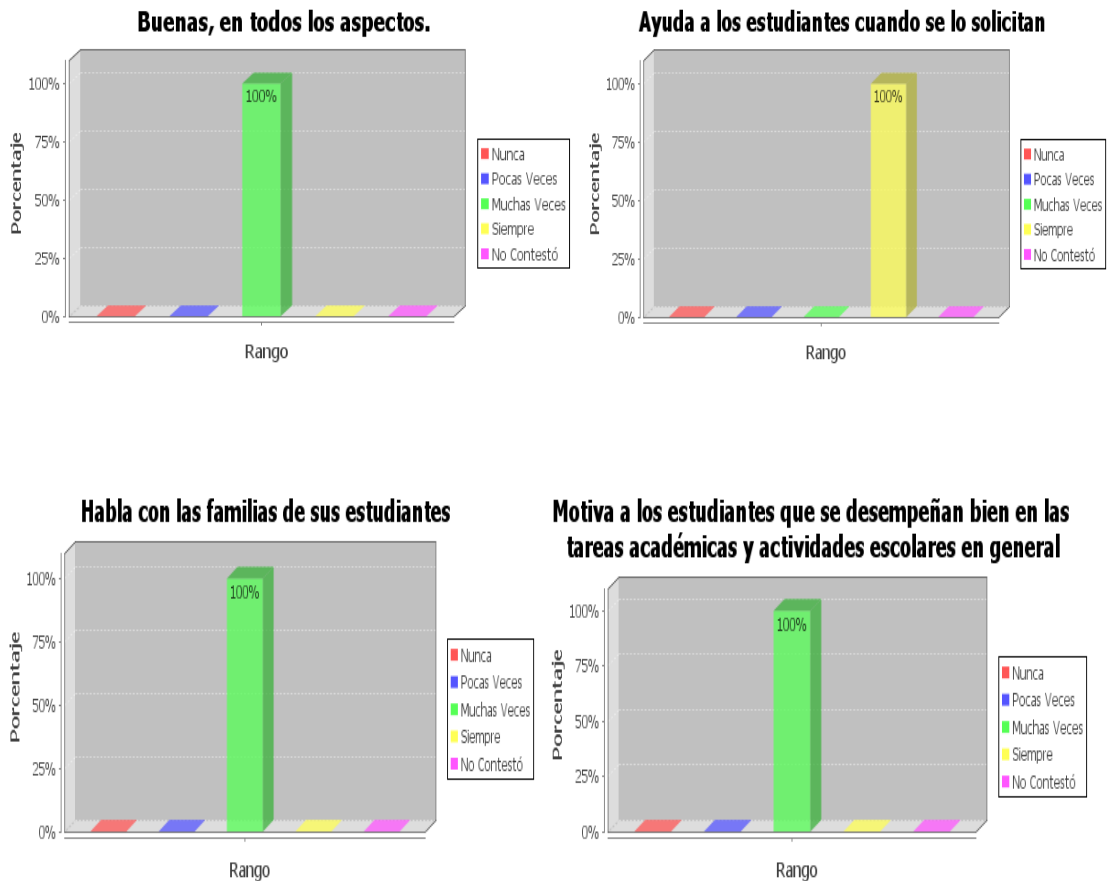 Buenas, en todos los aspectos.
100%
75%
50%
25%
0%
Porcentaje
100%
Rango
Nunca
Pocas Veces
Muchas Veces
Siempre
No Contestó
Ayuda a los estudiantes cuando se lo solicitan
100%
75%
50%
25%
0%
Porcentaje
100%
Rango
Nunca
Pocas Veces
Muchas Veces
Siempre
No Contestó
Habla con las familias de sus estudiantes
100%
75%
50%
25%
0%
Porcentaje
100%
Rango
Nunca
Pocas Veces
Muchas Veces
Siempre
No Contestó
Motiva a los estudiantes que se desempeñan bien en las
tareas académicas y actividades escolares en general
100%
75%
50%
25%
0%
Porcentaje
100%
Rango
Nunca
Pocas Veces
Muchas Veces
Siempre
No Contestó